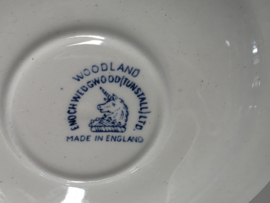 WOODLAND
ENOCH WEDGWOOD (TUNSTALL) LTD.
MADE IN ENGLAND